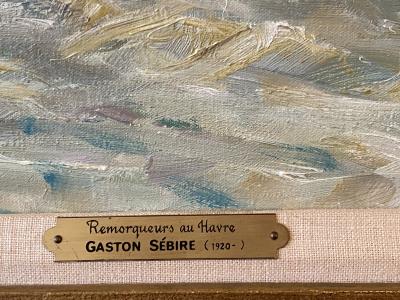 Remorqueurs au Havre
GASTON SÉBIRE (1920-)